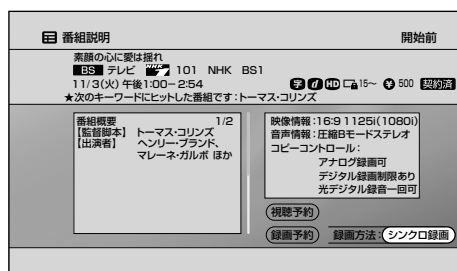 番組説明 開始前
素顔の心に愛は揺れ
BS テレビ NHK 101 NHK BS1
11/3(火)午後1:00-2:54 字 d HD 15~ 500 契約済
★次のキーワードにヒットした番組です:トーマス・コリンズ
番組概要 1/2
【監督脚本】 トーマス・コリンズ
【出演者】 ヘンリー・ブランド、
マレーネ・ガルボ ほか
映像情報:16:9 1125i(1080i)
音声情報:圧縮Bモードステレオ
コピーコントロール:
アナログ録画可
デジタル録画制限あり
光デジタル録音一回可
視聴予約
録画予約 録画方法:シンクロ録画